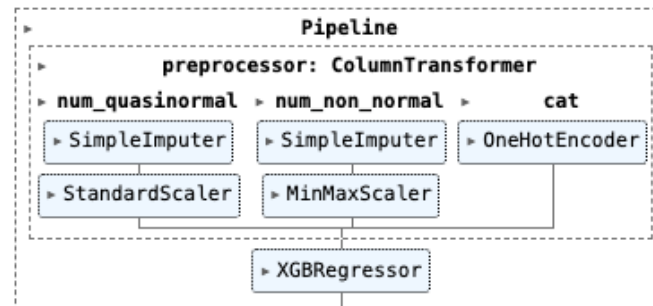 Pipeline
preprocessor: ColumnTransformer
num_quasinormal num_non_normal cat
SimpleImputer SimpleImputer OneHotEncoder
StandardScaler MinMaxScaler
XGBRegressor